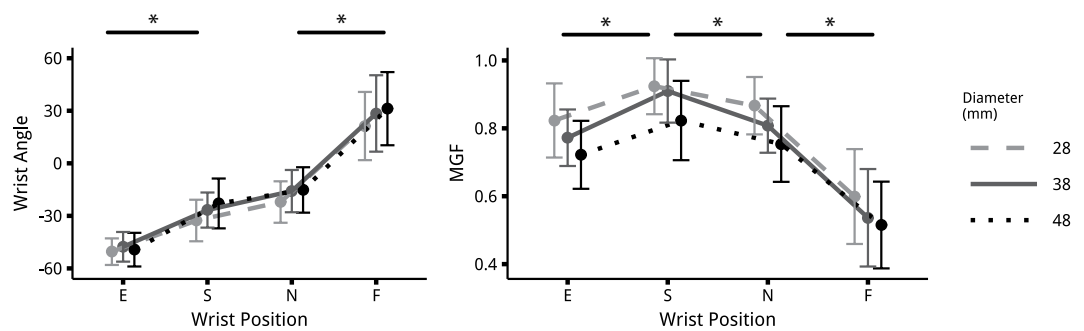 * *
60
30
0
-30
-60
Wrist Angle
E S N F
Wrist Position
* * *
1.0
0.8
0.6
0.4
MGF
E S N F
Wrist Position
Diameter
(mm)
28
38
48